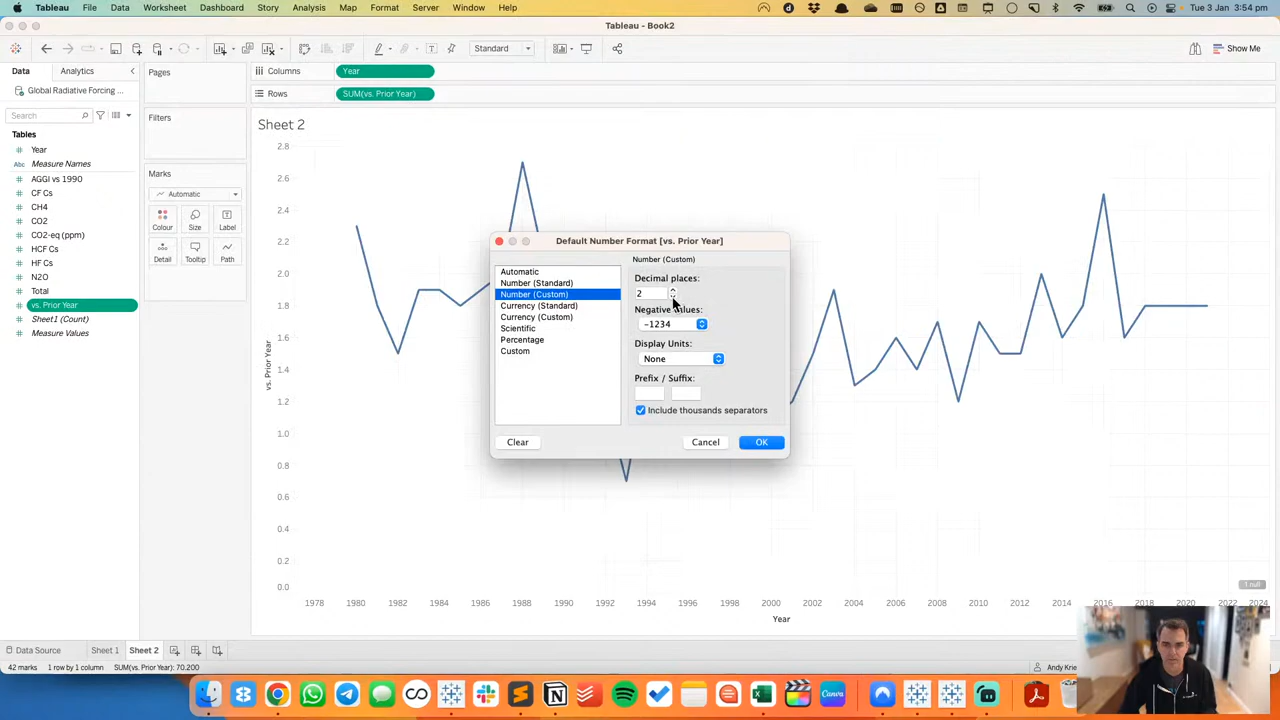 Tableau File Data Worksheet Dashboard Story Analysis Map Format Server Window Help
Tue 3 Jan 3:54 pm
Tableau - Book2
Standard
Show Me
Data Analytics
Pages
Columns Year
Rows SUM(vs. Prior Year)
Global Radiative Forcing ...
Search
Tables
Year
Abc Measure Names
AGGI vs 1990
CF Cs
CH4
CO2
CO2-eq (ppm)
HCF Cs
HF Cs
N2O
Total
vs. Prior Year
Sheet1 (Count)
Measure Values
Filters
Marks
Automatic
Colour Size Label
Detail Tooltip Path
Sheet 2
2.8
2.6
2.4
2.2
2.0
1.8
1.6
1.4
1.2
1.0
0.8
0.6
0.4
0.2
0.0
vs. Prior Year
Default Number Format [vs. Prior Year]
Automatic
Number (Standard)
Number (Custom)
Currency (Standard)
Currency (Custom)
Scientific
Percentage
Custom
Number (Custom)
Decimal places:
2
Negative Values:
-1234
Display Units:
None
Prefix / Suffix:
Include thousands separators
Clear Cancel OK
1 null
1978 1980 1982 1984 1986 1988 1990 1992 1994 1996 1998 2000 2002 2004 2006 2008 2010 2012 2014 2016 2018 2020 2022 2024
Year
Data Source Sheet 1 Sheet 2
42 marks 1 row by 1 column SUM(vs. Prior Year): 70.200
Andy Krie
Canva